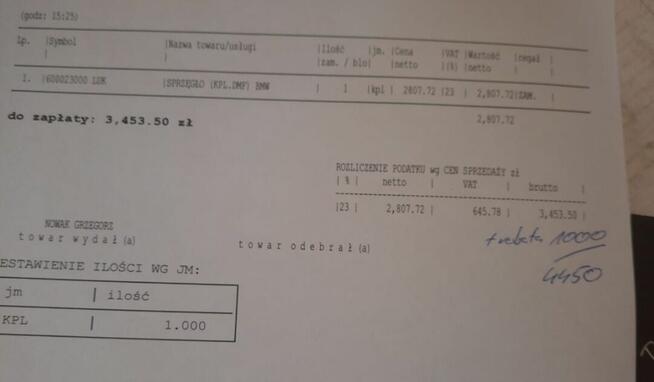 (godz: 15:25)
Lp. |Symbol |Nazwa towaru/usługi |Ilość |jm. |Cena |VAT |Wartość |regał |
| | zam. / blo| |netto |(%) |netto | |
1. |600023000 LUK |SPRZĘGŁO (KPL.DMF) BMW | 1 |kpl | 2807.72 |23 | 2,807.72|ZAM. |
do zapłaty: 3,453.50 zł 2,807.72
ROZLICZENIE PODATKU wg CEN SPRZEDAŻY zł
| % | netto | VAT | brutto |
|23 | 2,807.72 | 645.78 | 3,453.50 |
NOWAK GRZEGORZ
towar wydał(a) towar odebrał(a)
+ robota 1000
4450
ESTAWIENIE ILOŚCI WG JM:
jm | ilość
KPL | 1.000